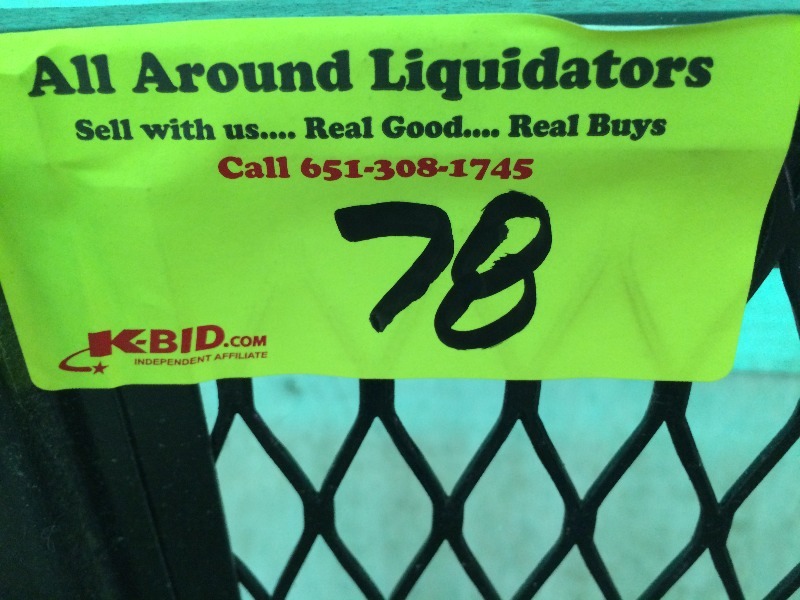 All Around Liquidators
Sell with us.... Real Good.... Real Buys
Call 651-308-1745
78
K-BID.COM
INDEPENDENT AFFILIATE